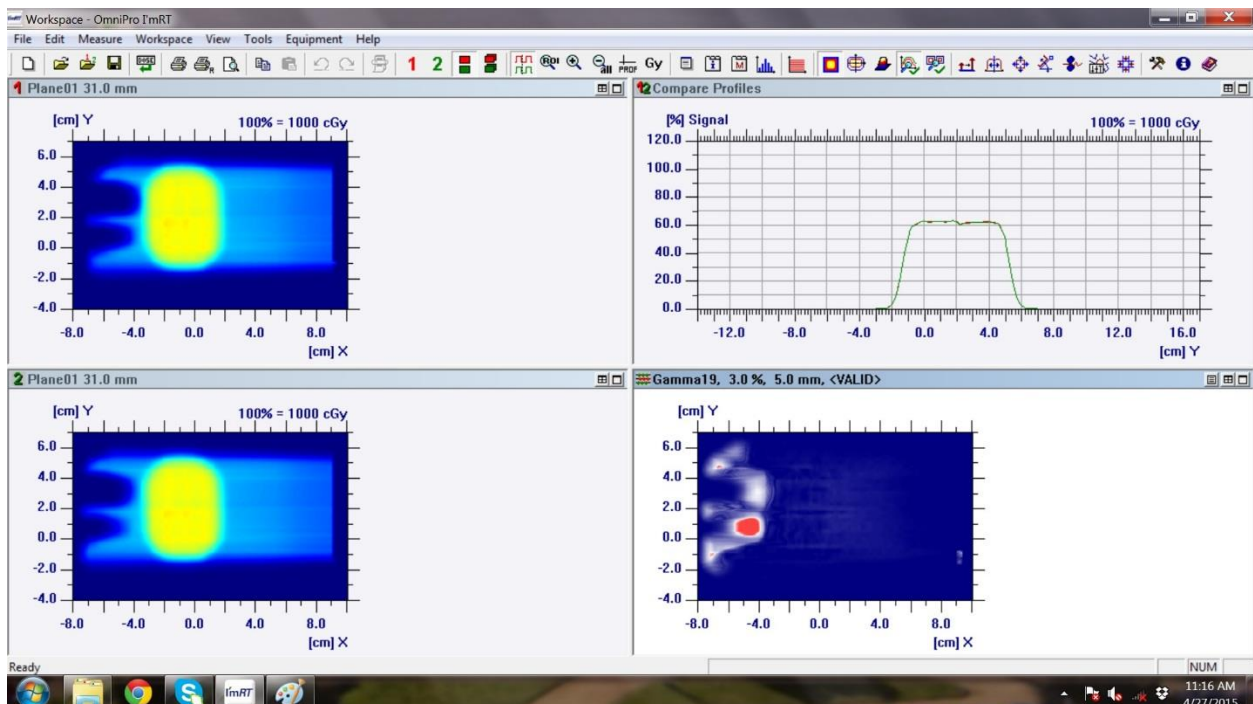 Workspace - OmniPro I'mRT
File Edit Measure Workspace View Tools Equipment Help
1 2 ROI all PROF Gy
1 Plane01 31.0 mm
[cm] Y 100% = 1000 cGy
6.0
4.0
2.0
0.0
-2.0
-4.0
-8.0 -4.0 0.0 4.0 8.0
[cm] X
12 Compare Profiles
[%] Signal 100% = 1000 cGy
120.0
100.0
80.0
60.0
40.0
20.0
0.0
-12.0 -8.0 -4.0 0.0 4.0 8.0 12.0 16.0
[cm] Y
2 Plane01 31.0 mm
[cm] Y 100% = 1000 cGy
6.0
4.0
2.0
0.0
-2.0
-4.0
-8.0 -4.0 0.0 4.0 8.0
[cm] X
Gamma19, 3.0 %, 5.0 mm, <VALID>
[cm] Y
6.0
4.0
2.0
0.0
-2.0
-4.0
-8.0 -4.0 0.0 4.0 8.0
[cm] X
Ready NUM
I'mRT
11:16 AM
4/27/2015